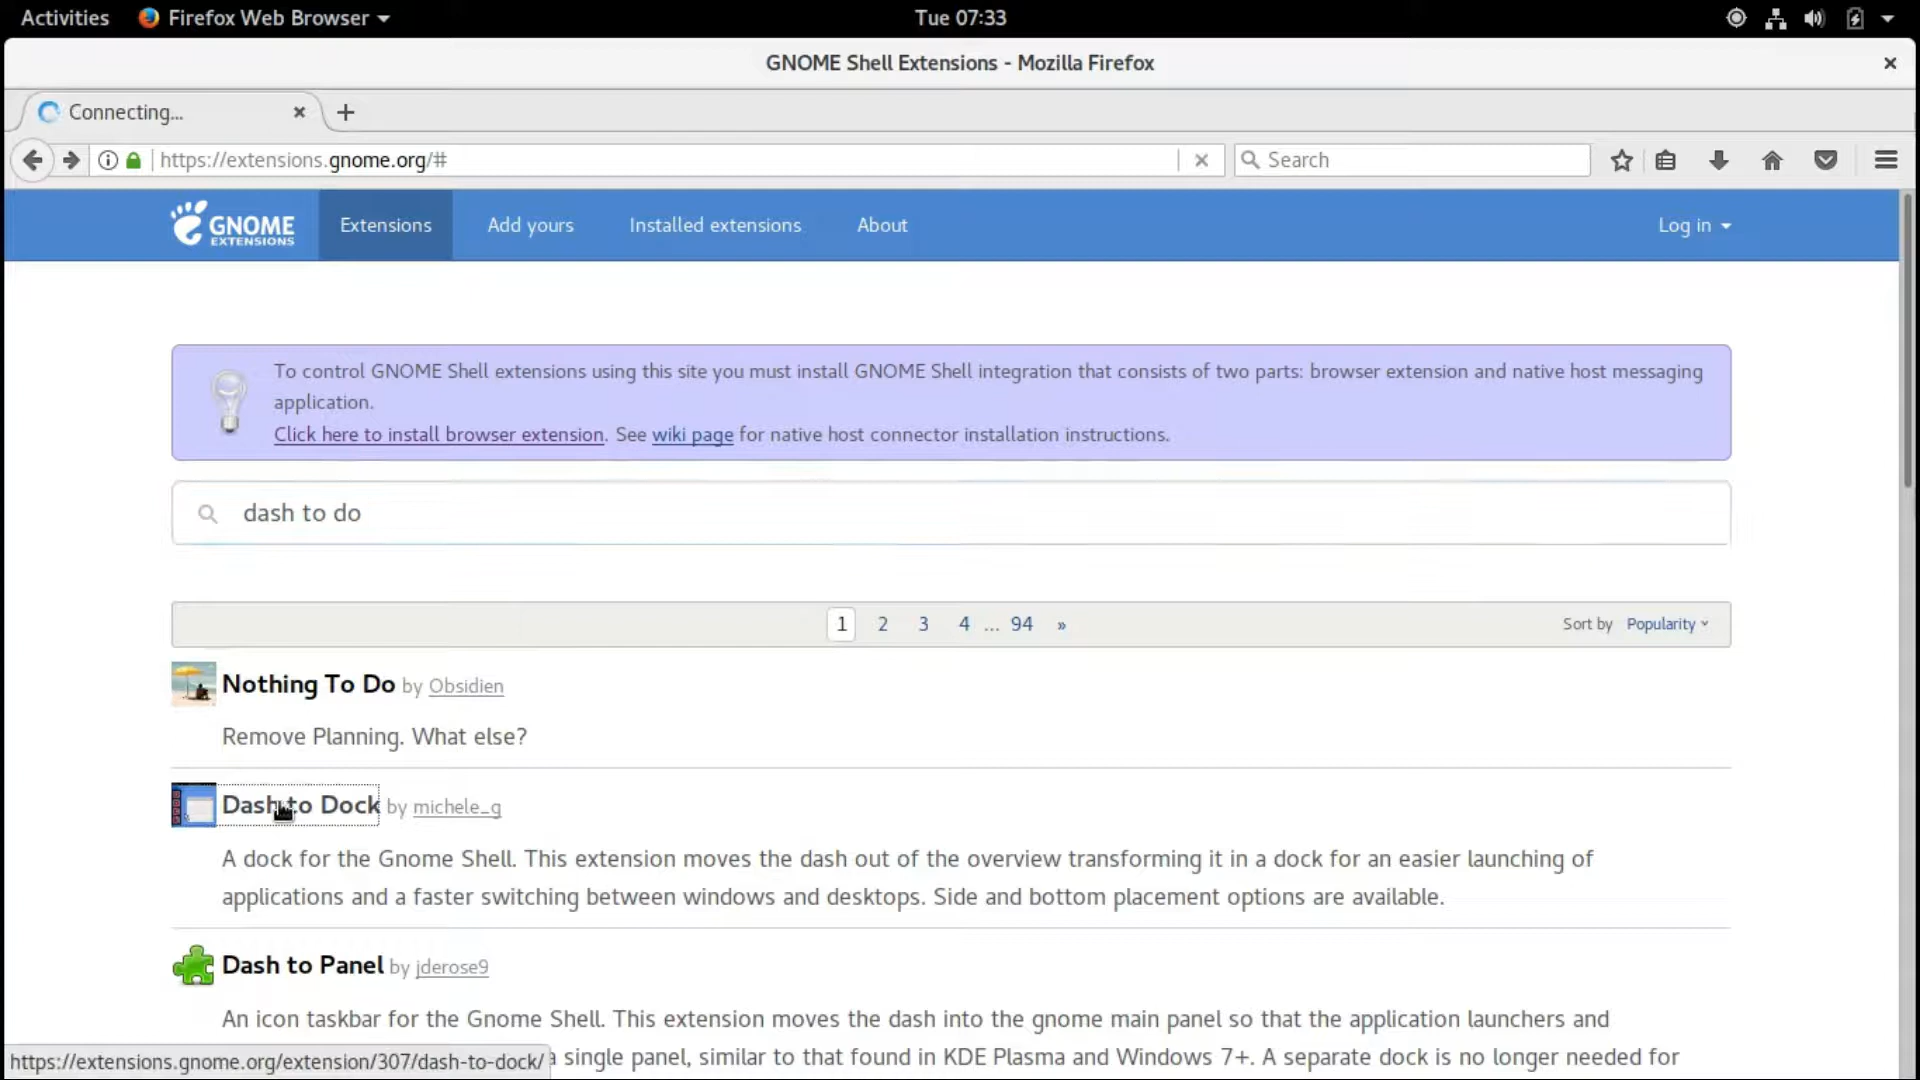 Activities Firefox Web Browser Tue 07:33
GNOME Shell Extensions - Mozilla Firefox
Connecting...
https://extensions.gnome.org/# Search
GNOME EXTENSIONS Extensions Add yours Installed extensions About Log in
To control GNOME Shell extensions using this site you must install GNOME Shell integration that consists of two parts: browser extension and native host messaging
application.
Click here to install browser extension. See wiki page for native host connector installation instructions.
dash to do
1 2 3 4 ... 94 » Sort by Popularity
Nothing To Do by Obsidien
Remove Planning. What else?
Dash to Dock by michele_g
A dock for the Gnome Shell. This extension moves the dash out of the overview transforming it in a dock for an easier launching of
applications and a faster switching between windows and desktops. Side and bottom placement options are available.
Dash to Panel by jderose9
An icon taskbar for the Gnome Shell. This extension moves the dash into the gnome main panel so that the application launchers and
a single panel, similar to that found in KDE Plasma and Windows 7+. A separate dock is no longer needed for
https://extensions.gnome.org/extension/307/dash-to-dock/